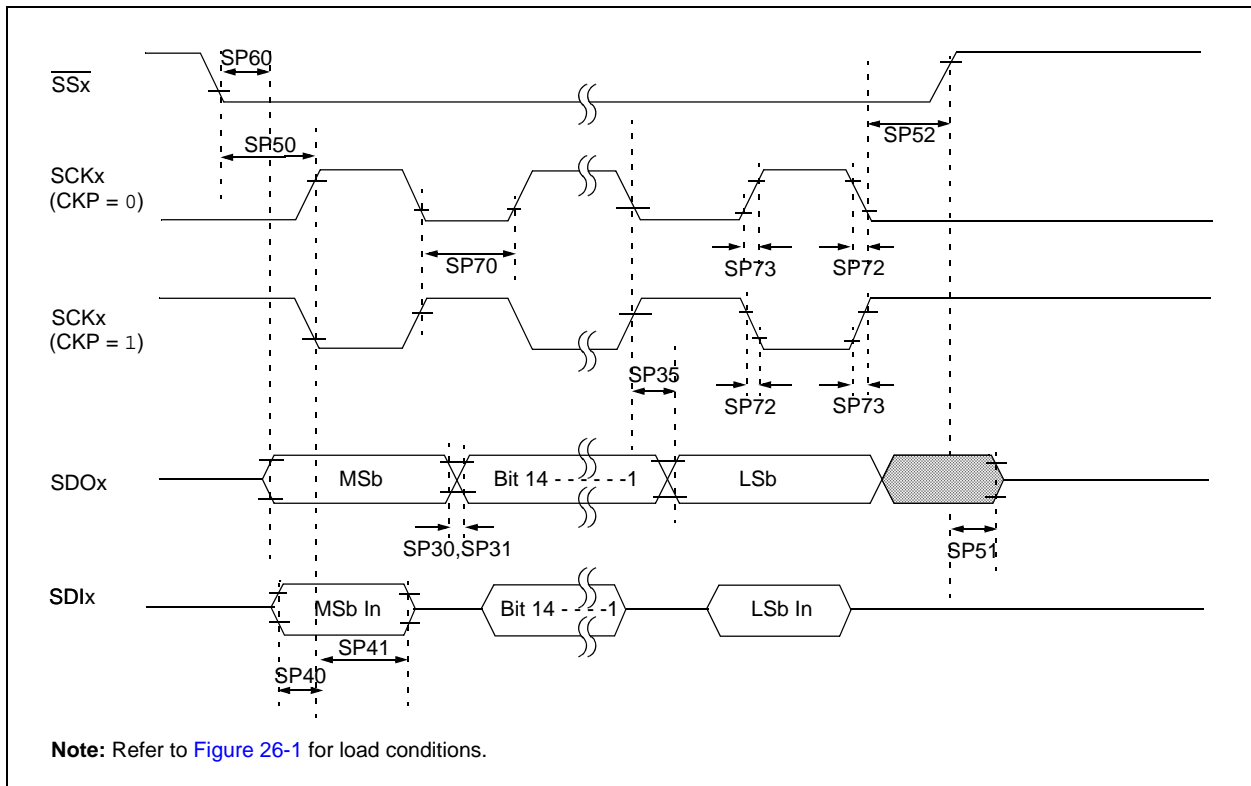 SP60
SSx
SP50
SP52
SCKx
(CKP = 0)
SP70
SP73
SP72
SCKx
(CKP = 1)
SP35
SP72
SP73
SDOx
MSb
Bit 14 - - - - - -1
LSb
SP30,SP31
SP51
SDIx
MSb In
Bit 14 - - - -1
LSb In
SP41
SP40
Note: Refer to Figure 26-1 for load conditions.